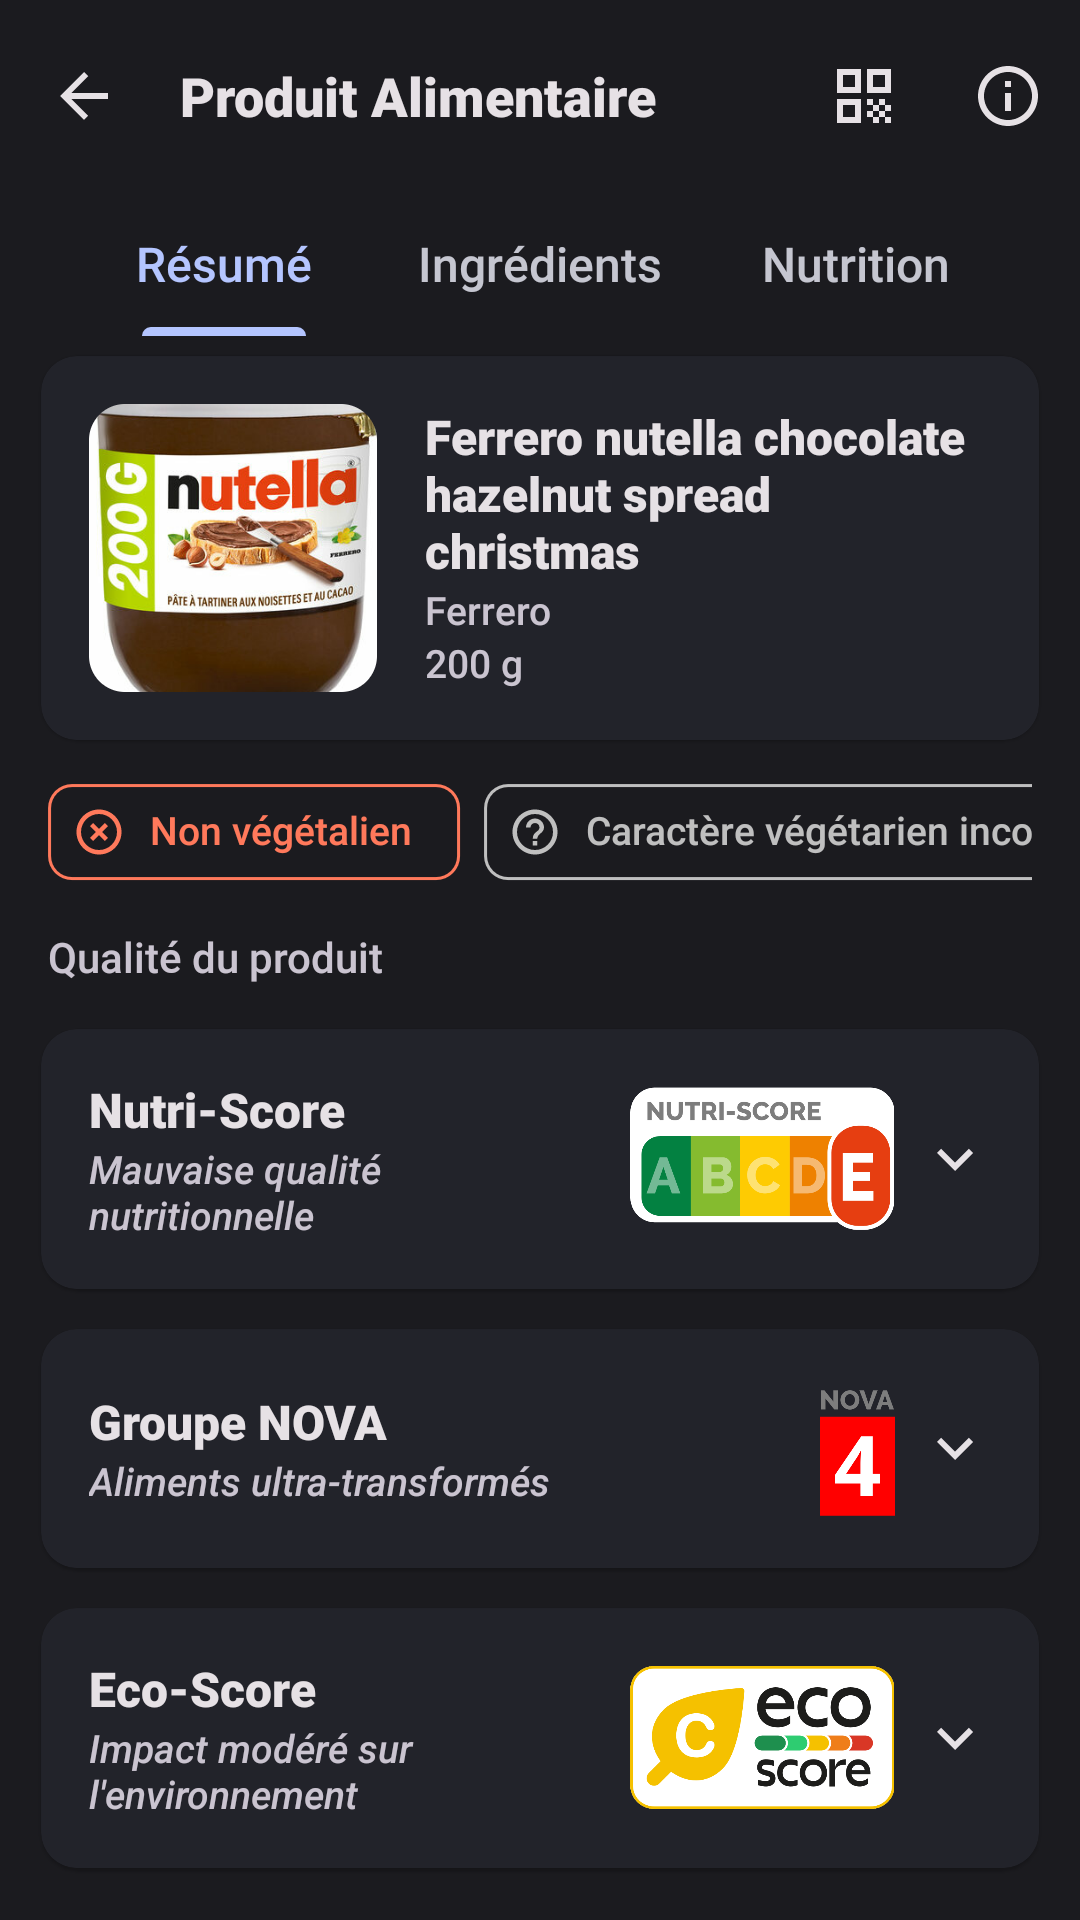 Produit Alimentaire
Résumé
Ingrédients
Nutrition
200 G
nutella
FERRERO
PÂTE À TARTINER AUX NOISETTES ET AU CACAO
Ferrero nutella chocolate
hazelnut spread
christmas
Ferrero
200 g
Non végétalien
Caractère végétarien inco
Qualité du produit
Nutri-Score
Mauvaise qualité
nutritionnelle
NUTRI-SCORE
A B C D E
Groupe NOVA
Aliments ultra-transformés
NOVA
4
Eco-Score
Impact modéré sur
l'environnement
C
eco
score